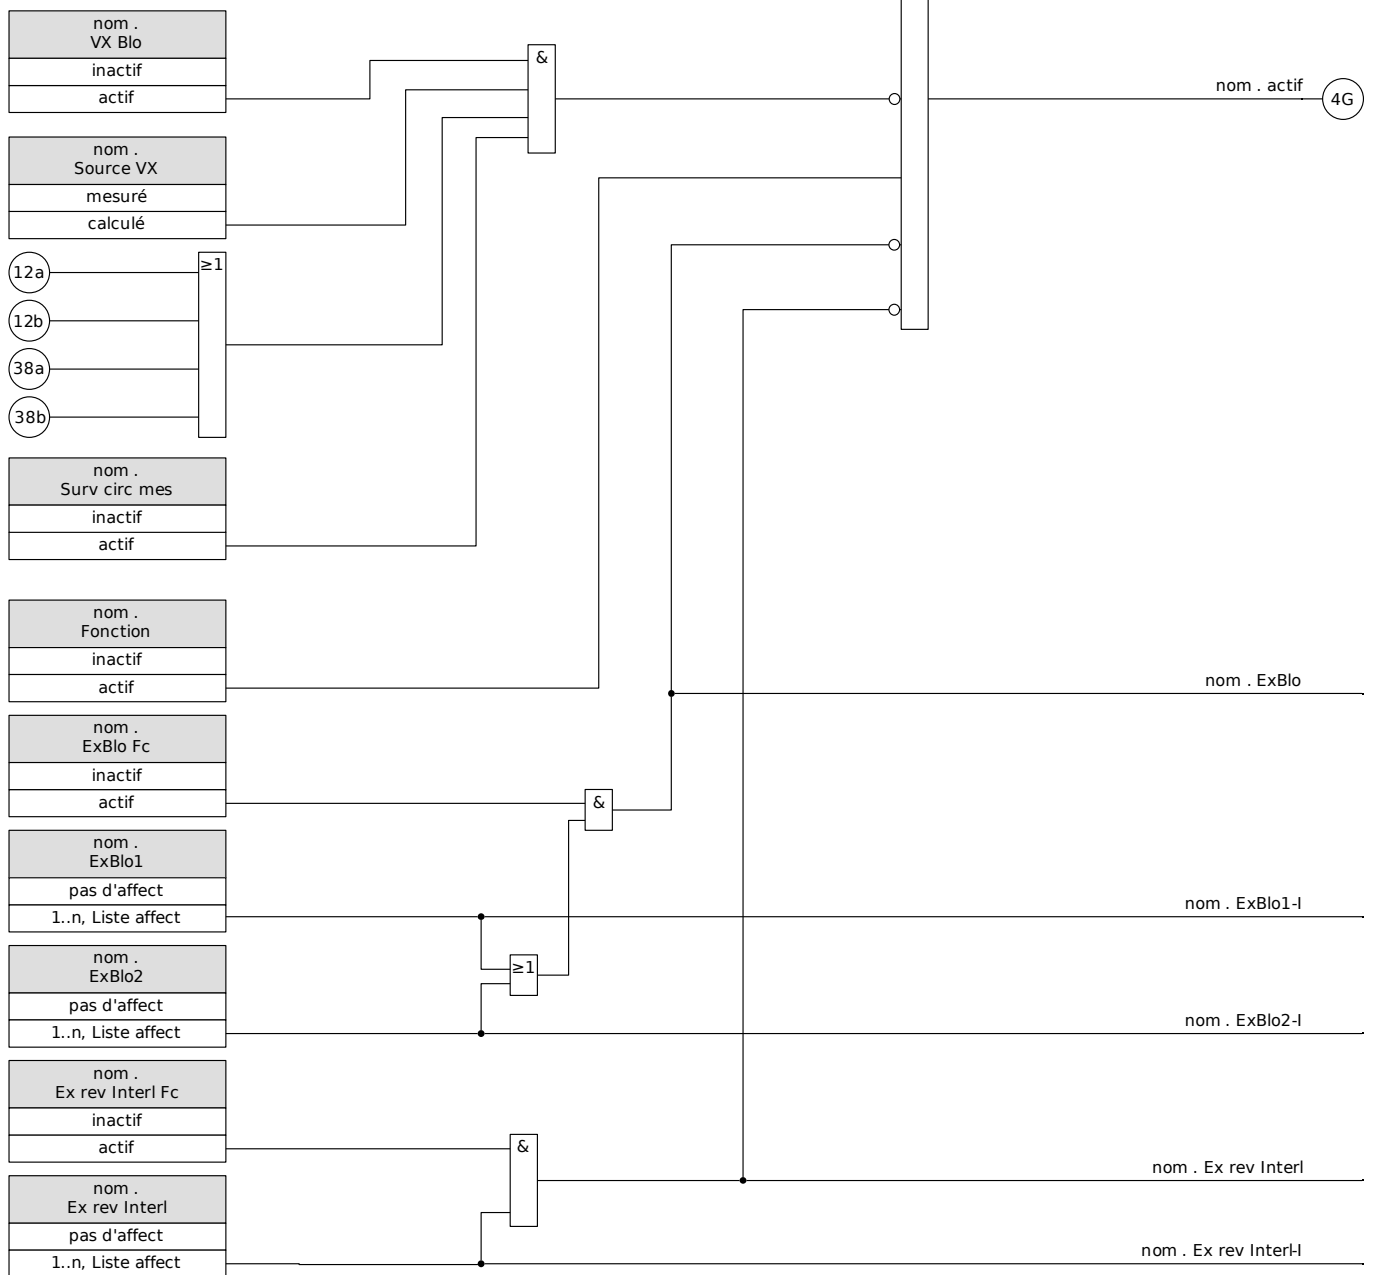 nom .
VX Blo
inactif
actif
&
nom . actif
4G
nom .
Source VX
mesuré
calculé
12a
≥1
12b
38a
38b
nom .
Surv circ mes
inactif
actif
nom .
Fonction
inactif
actif
nom . ExBlo
nom .
ExBlo Fc
inactif
actif
&
nom .
ExBlo1
pas d'affect
1..n, Liste affect
nom . ExBlo1-I
nom .
ExBlo2
≥1
pas d'affect
1..n, Liste affect
nom . ExBlo2-I
nom .
Ex rev Interl Fc
inactif
actif
&
nom . Ex rev Interl
nom .
Ex rev Interl
pas d'affect
1..n, Liste affect
nom . Ex rev Interl-I